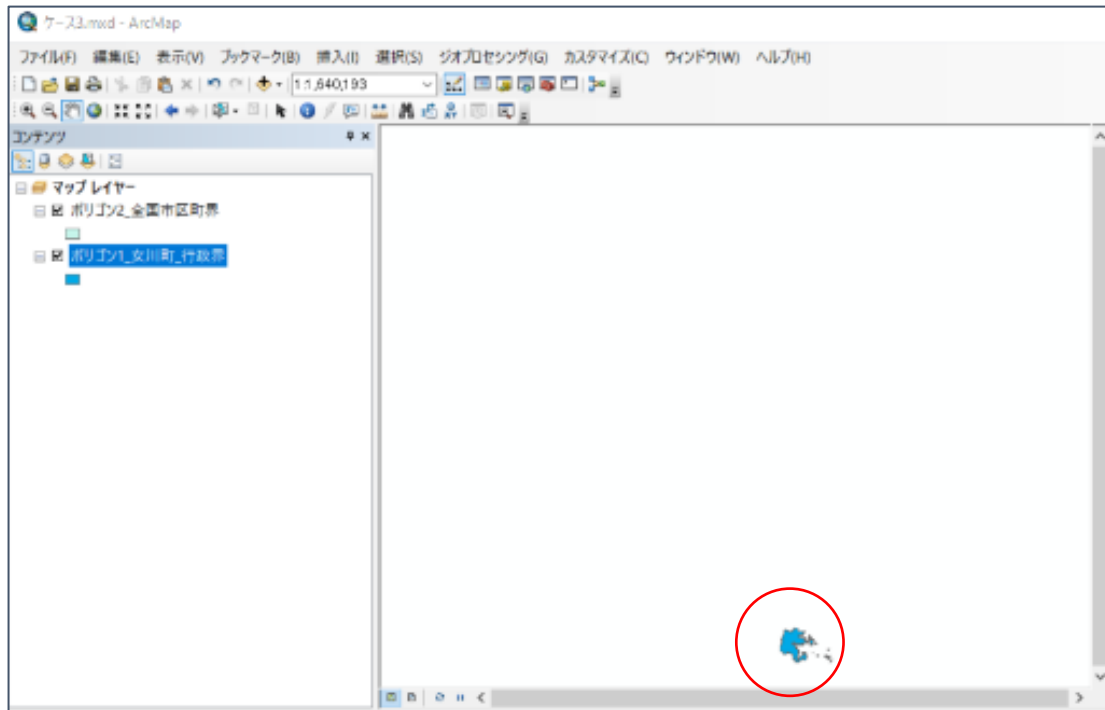 ケース3.mxd - ArcMap
ファイル(F) 編集(E) 表示(V) ブックマーク(B) 挿入(I) 選択(S) ジオプロセシング(G) カスタマイズ(C) ウィンドウ(W) ヘルプ(H)
1:1,640,193
コンテンツ
マップ レイヤー
ポリゴン2_全国市区町界
ポリゴン1_女川町_行政界